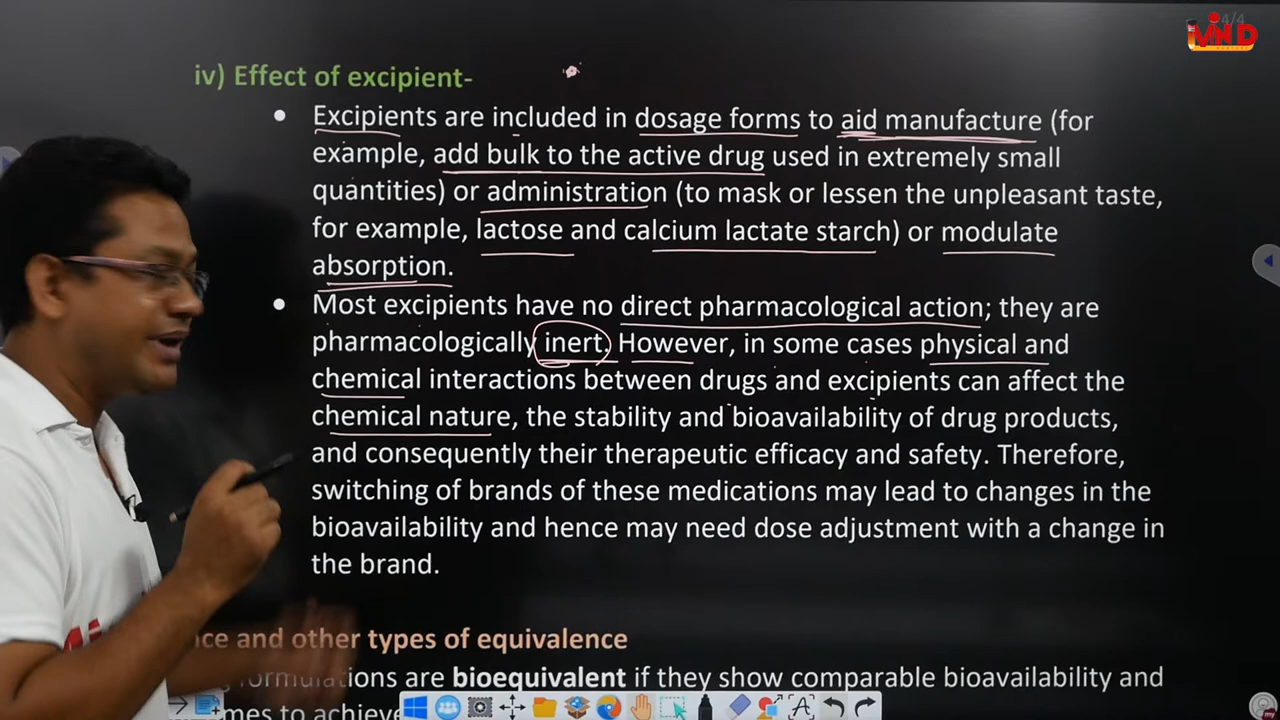 4/4
MIND
iv) Effect of excipient-
• Excipients are included in dosage forms to aid manufacture (for
example, add bulk to the active drug used in extremely small
quantities) or administration (to mask or lessen the unpleasant taste,
for example, lactose and calcium lactate starch) or modulate
absorption.
• Most excipients have no direct pharmacological action; they are
pharmacologically inert. However, in some cases physical and
chemical interactions between drugs and excipients can affect the
chemical nature, the stability and bioavailability of drug products,
and consequently their therapeutic efficacy and safety. Therefore,
switching of brands of these medications may lead to changes in the
bioavailability and hence may need dose adjustment with a change in
the brand.
and other types of equivalence
are bioequivalent if they show comparable bioavailability and
to achieve